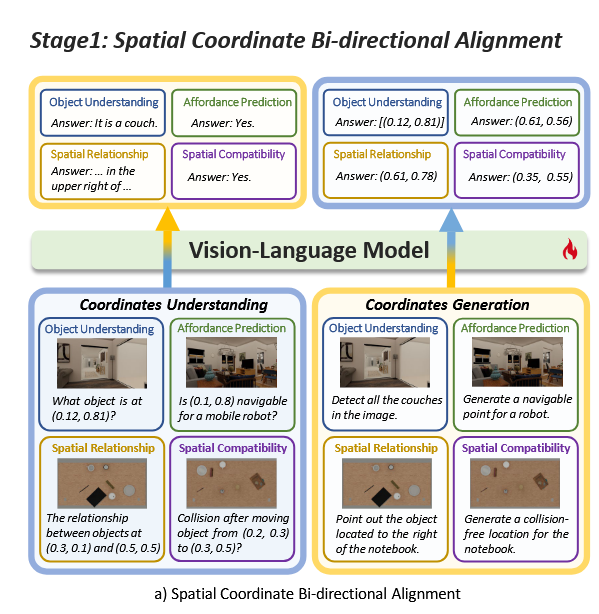 Stage1: Spatial Coordinate Bi-directional Alignment
Object Understanding
Answer: It is a couch.
Affordance Prediction
Answer: Yes.
Spatial Relationship
Answer: ... in the
upper right of ...
Spatial Compatibility
Answer: Yes.
Object Understanding
Answer: [(0.12, 0.81)]
Affordance Prediction
Answer: (0.61, 0.56)
Spatial Relationship
Answer: (0.61, 0.78)
Spatial Compatibility
Answer: (0.35, 0.55)
Vision-Language Model
Coordinates Understanding
Object Understanding
What object is at
(0.12, 0.81)?
Affordance Prediction
Is (0.1, 0.8) navigable
for a mobile robot?
Spatial Relationship
The relationship
between objects at
(0.3, 0.1) and (0.5, 0.5)
Spatial Compatibility
Collision after moving
object from (0.2, 0.3)
to (0.3, 0.5)?
Coordinates Generation
Object Understanding
Detect all the couches
in the image.
Affordance Prediction
Generate a navigable
point for a robot.
Spatial Relationship
Point out the object
located to the right
of the notebook.
Spatial Compatibility
Generate a collision-
free location for the
notebook.
a) Spatial Coordinate Bi-directional Alignment